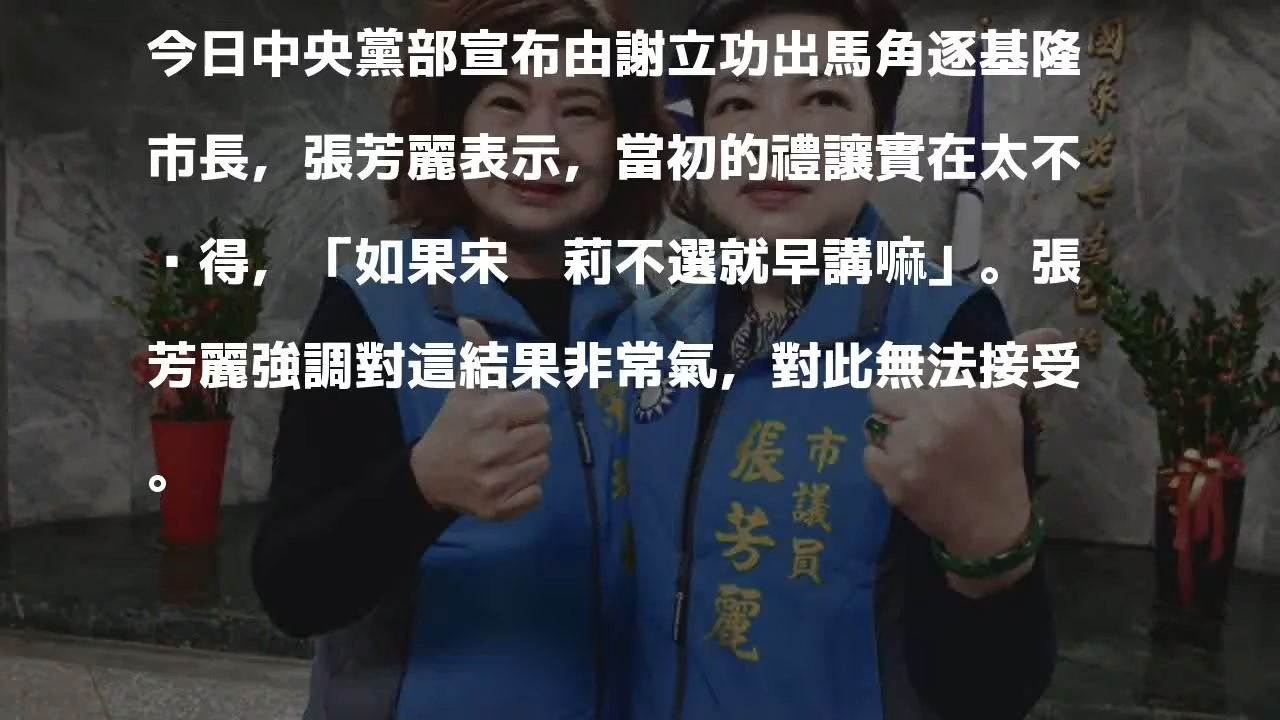 今日中央黨部宣布由謝立功出馬角逐基隆
市長，張芳麗表示，當初的禮讓實在太不
·得，「如果宋　莉不選就早講嘛」。張
芳麗強調對這結果非常氣，對此無法接受
。
市議員
張芳麗